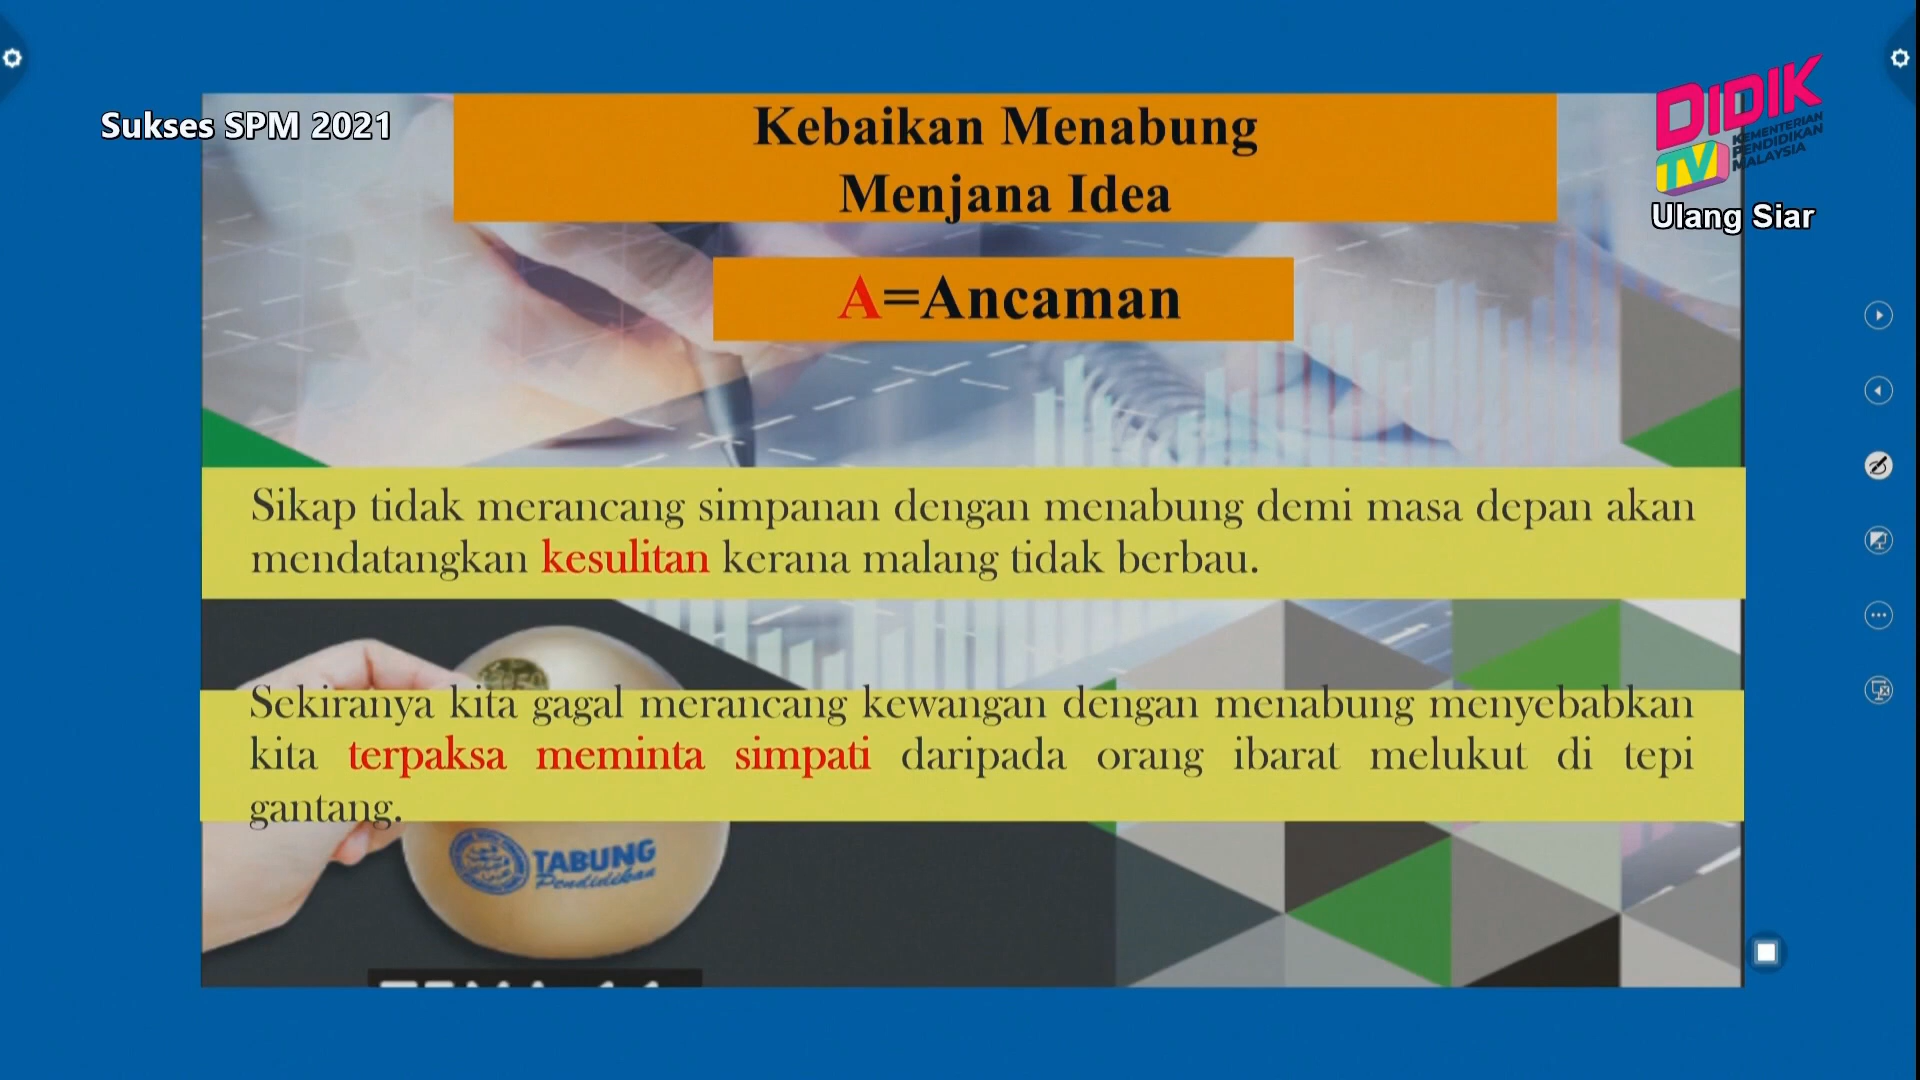 Sukses SPM 2021
Kebaikan Menabung
Menjana Idea
DIDIK
TV
KEMENTERIAN
PENDIDIKAN
MALAYSIA
Ulang Siar
A=Ancaman
Sikap tidak merancang simpanan dengan menabung demi masa depan akan
mendatangkan kesulitan kerana malang tidak berbau.
Sekiranya kita gagal merancang kewangan dengan menabung menyebabkan
kita terpaksa meminta simpati daripada orang ibarat melukut di tepi
gantang.
50
TABUNG
Pendidikan